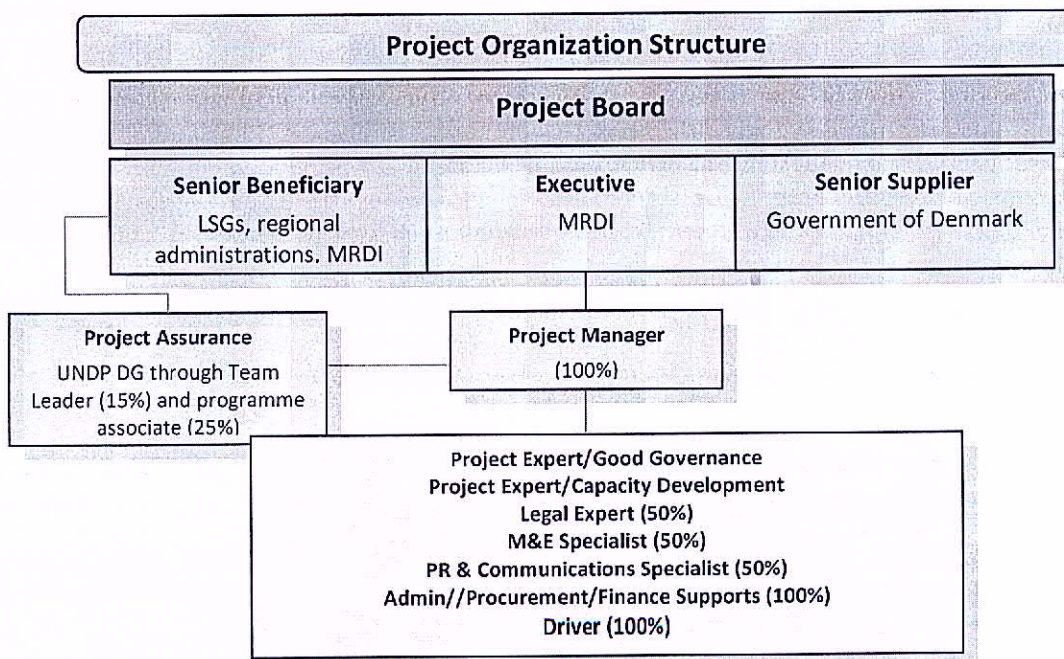 Project Organization Structure
Project Board
Senior Beneficiary
LSGs, regional
administrations. MRDI
Executive
MRDI
Senior Supplier
Government of Denmark
Project Assurance
UNDP DG through Team
Leader (15%) and programme
associate (25%)
Project Manager
(100%)
Project Expert/Good Governance
Project Expert/Capacity Development
Legal Expert (50%)
M&E Specialist (50%)
PR & Communications Specialist (50%)
Admin//Procurement/Finance Supports (100%)
Driver (100%)